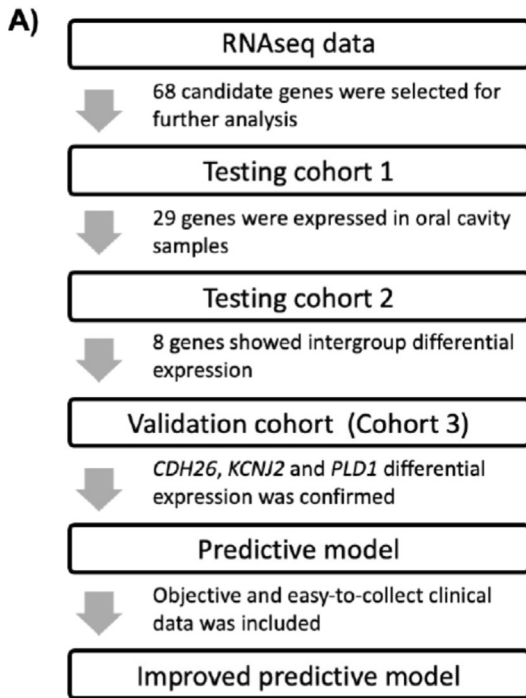 A)
RNAseq data
68 candidate genes were selected for
further analysis
Testing cohort 1
29 genes were expressed in oral cavity
samples
Testing cohort 2
8 genes showed intergroup differential
expression
Validation cohort (Cohort 3)
CDH26, KCNJ2 and PLD1 differential
expression was confirmed
Predictive model
Objective and easy-to-collect clinical
data was included
Improved predictive model